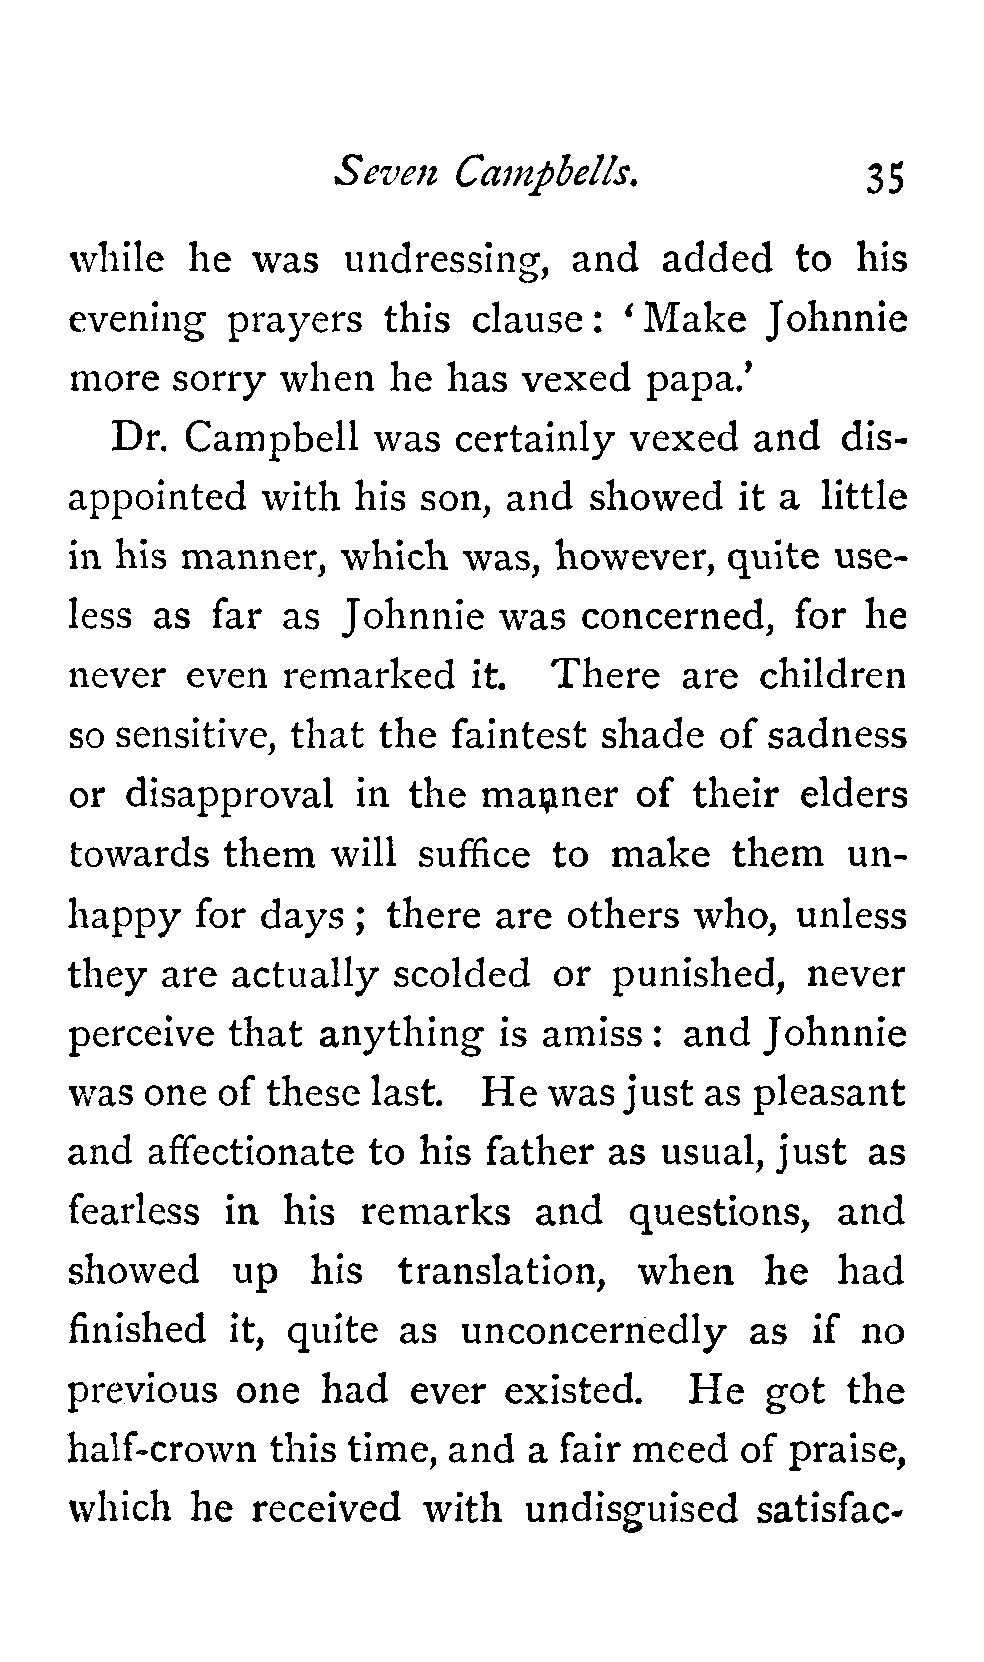 Seven Campbells. 35
while he was undressing, and added to his
evening prayers this clause : ‘ Make Johnnie
more sorry when he has vexed papa.’
Dr. Campbell was certainly vexed and dis-
appointed with his son, and showed it a little
in his manner, which was, however, quite use-
less as far as Johnnie was concerned, for he
never even remarked it. There are children
so sensitive, that the faintest shade of sadness
or disapproval in the manner of their elders
towards them will suffice to make them un-
happy for days ; there are others who, unless
they are actually scolded or punished, never
perceive that anything is amiss : and Johnnie
was one of these last. He was just as pleasant
and affectionate to his father as usual, just as
fearless in his remarks and questions, and
showed up his translation, when he had
finished it, quite as unconcernedly as if no
previous one had ever existed. He got the
half-crown this time, and a fair meed of praise,
which he received with undisguised satisfac-